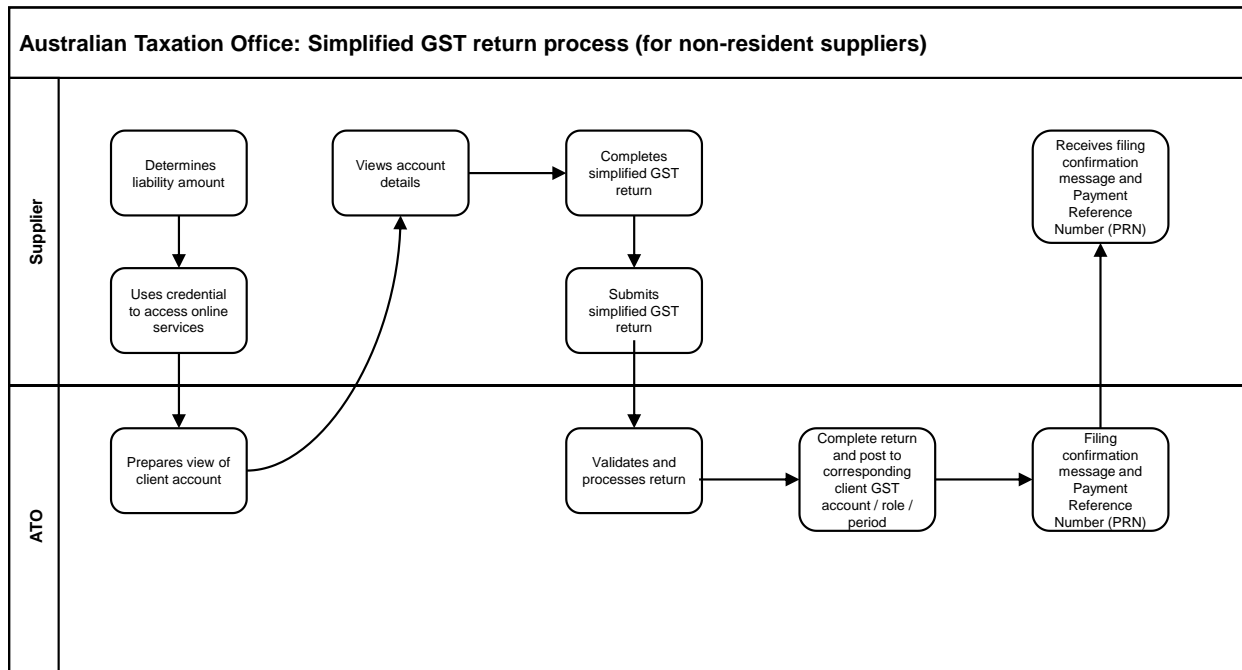 Australian Taxation Office: Simplified GST return process (for non-resident suppliers)
Supplier
Determines
liability amount
Views account
details
Completes
simplified GST
return
Receives filing
confirmation
message and
Payment
Reference
Number (PRN)
Uses credential
to access online
services
Submits
simplified GST
return
ATO
Prepares view of
client account
Validates and
processes return
Complete return
and post to
corresponding
client GST
account / role /
period
Filing
confirmation
message and
Payment
Reference
Number (PRN)